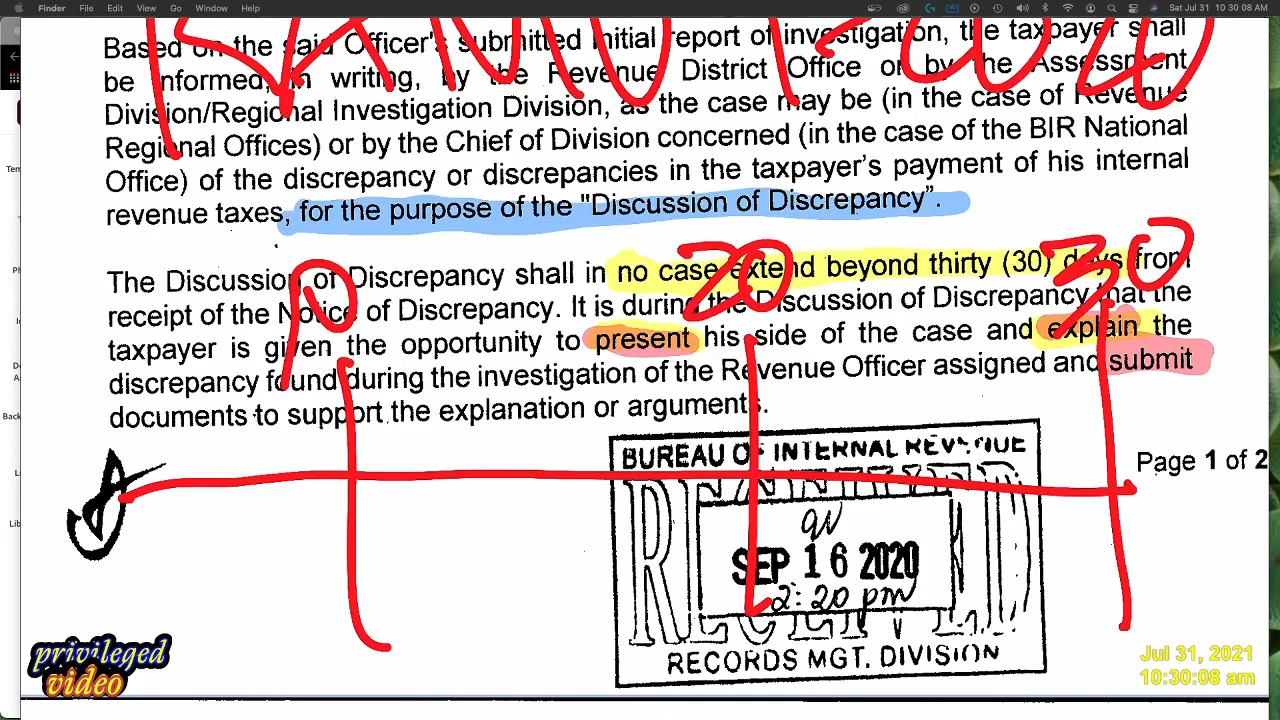 Finder File Edit View Go Window Help
Sat Jul 31 10:30:08 AM
Based on the said Officer's submitted initial report of investigation, the taxpayer shall
be informed, in writing, by the Revenue District Office or by the Assessment
Division/Regional Investigation Division, as the case may be (in the case of Revenue
Regional Offices) or by the Chief of Division concerned (in the case of the BIR National
Office) of the discrepancy or discrepancies in the taxpayer's payment of his internal
revenue taxes, for the purpose of the "Discussion of Discrepancy".
10 20 30
The Discussion of Discrepancy shall in no case extend beyond thirty (30) days from
receipt of the Notice of Discrepancy. It is during the Discussion of Discrepancy that the
taxpayer is given the opportunity to present his side of the case and explain the
discrepancy found during the investigation of the Revenue Officer assigned and submit
documents to support the explanation or arguments.
BUREAU OF INTERNAL REVENUE
RECEIVED
SEP 16 2020
2:20 pm
RECORDS MGT. DIVISION
Page 1 of 2
privileged
video
Jul 31, 2021
10:30:08 am